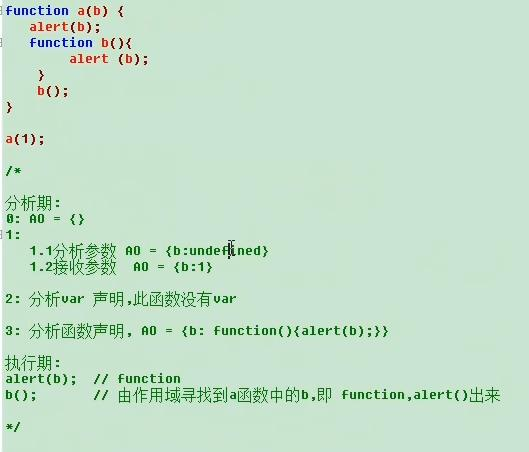 function a(b) {
alert(b);
function b(){
alert (b);
}
b();
}
a(1);
/*
分析期:
0: AO = {}
1:
1.1分析参数 AO = {b:undefined}
1.2接收参数 AO = {b:1}
2: 分析var 声明,此函数没有var
3: 分析函数声明, AO = {b: function(){alert(b);}}
执行期:
alert(b); // function
b(); // 由作用域寻找到a函数中的b,即 function,alert()出来
*/